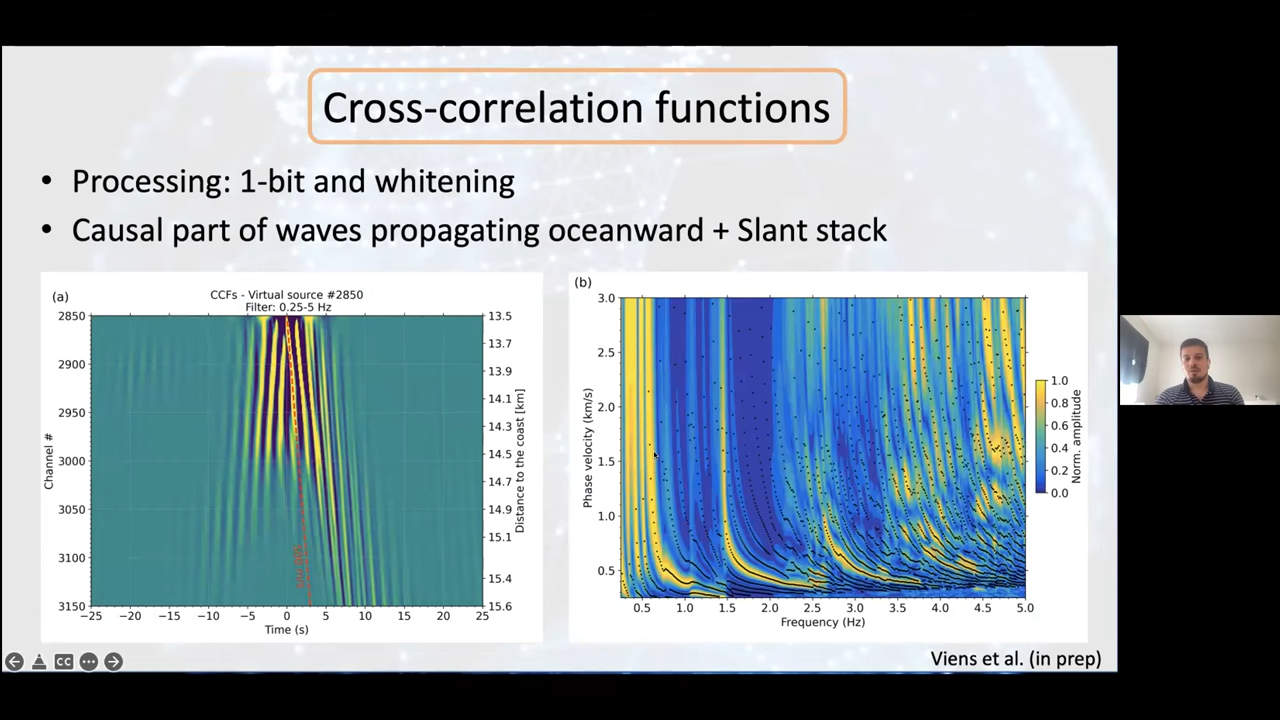 Cross-correlation functions
• Processing: 1-bit and whitening
• Causal part of waves propagating oceanward + Slant stack
(a)
CCFs - Virtual source #2850
Filter: 0.25-5 Hz
2850
2900
2950
3000
3050
3100
3150
Channel #
13.5
13.7
13.9
14.1
14.3
14.5
14.7
14.9
15.1
15.4
15.6
Distance to the coast [km]
−25 −20 −15 −10 −5 0 5 10 15 20 25
Time (s)
(b)
3.0
2.5
2.0
1.5
1.0
0.5
Phase velocity (km/s)
0.5 1.0 1.5 2.0 2.5 3.0 3.5 4.0 4.5 5.0
Frequency (Hz)
1.0
0.8
0.6
0.4
0.2
0.0
Norm. amplitude
CC
Viens et al. (in prep)